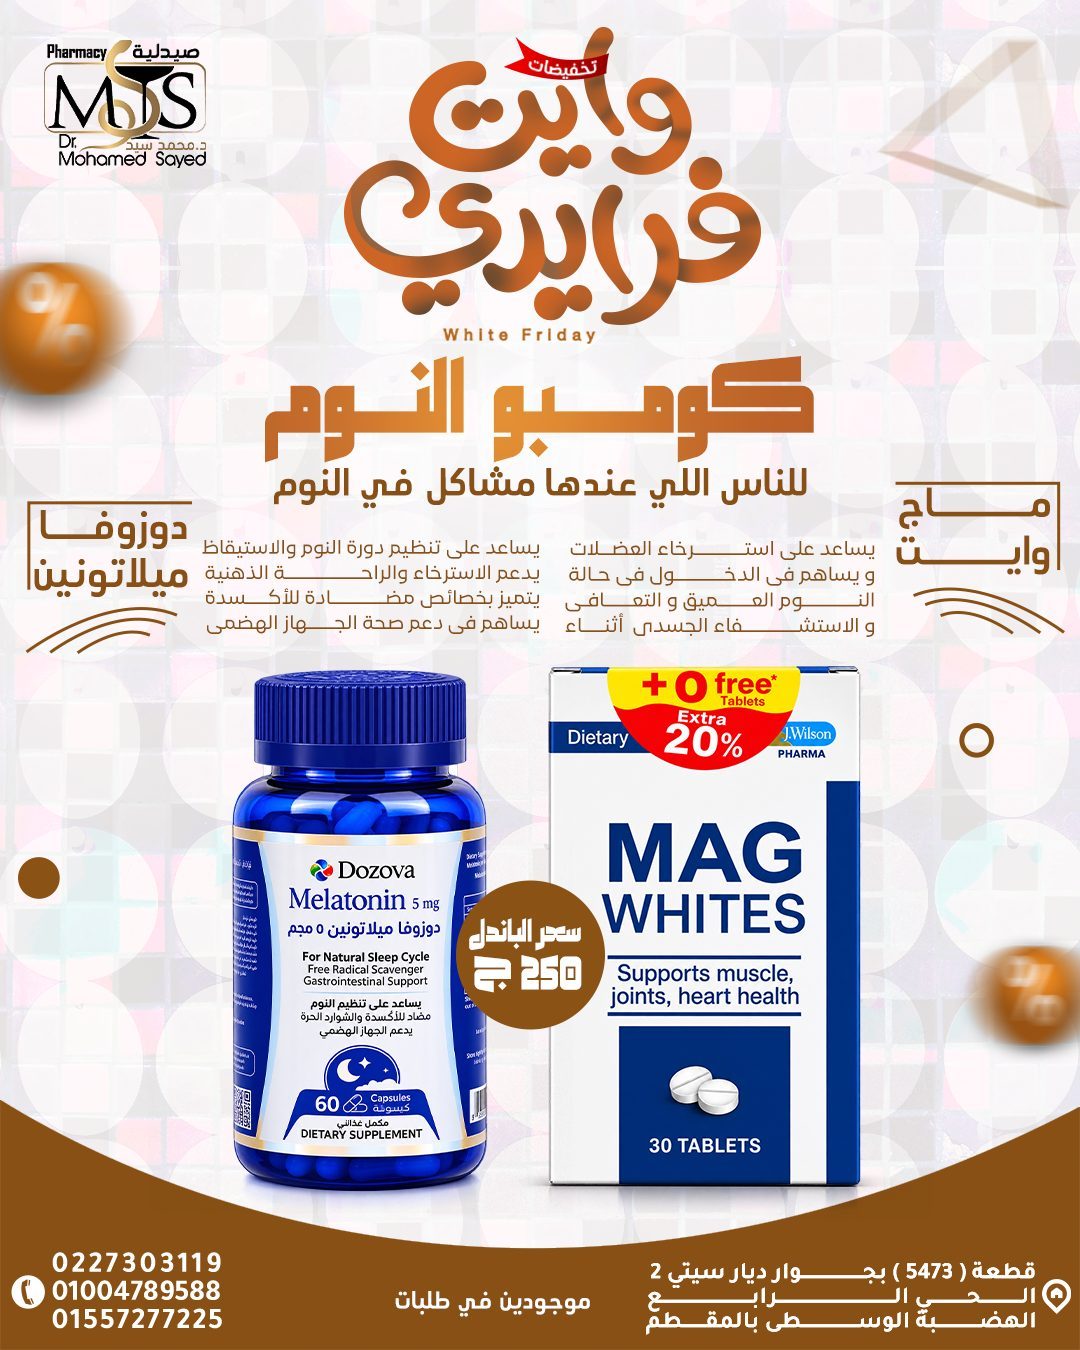 Pharmacy صيدلية
MS
Dr. د.محمد سيد
Mohamed Sayed
تخفيضات
وايت
فرايدي
White Friday
كومبو النوم
للناس اللي عندها مشاكل في النوم
ماج
وايت
يساعد على استرخاء العضلات
و يساهم فى الدخول فى حالة
النوم العميق و التعافى
و الاستشفاء الجسدى أثناء
دوزوفا
ميلاتونين
يساعد على تنظيم دورة النوم والاستيقاظ
يدعم الاسترخاء والراحة الذهنية
يتميز بخصائص مضادة للأكسدة
يساهم فى دعم صحة الجهاز الهضمى
Dozova
Melatonin 5 mg
دوزوفا ميلاتونين ٥ مجم
For Natural Sleep Cycle
Free Radical Scavenger
Gastrointestinal Support
يساعد على تنظيم النوم
مضاد للأكسدة والشوارد الحرة
يدعم الجهاز الهضمي
60 Capsules
كبسولة
مكمل غذائي
DIETARY SUPPLEMENT
سعر الباندل
250 ج
+0 free*
Tablets
Extra
20%
Dietary
J.Wilson
PHARMA
MAG
WHITES
Supports muscle,
joints, heart health
30 TABLETS
0227303119
01004789588
01557277225
موجودين في طلبات
قطعة ( 5473 ) بجوار ديار سيتي 2
الحي الرابع
الهضبة الوسطى بالمقطم